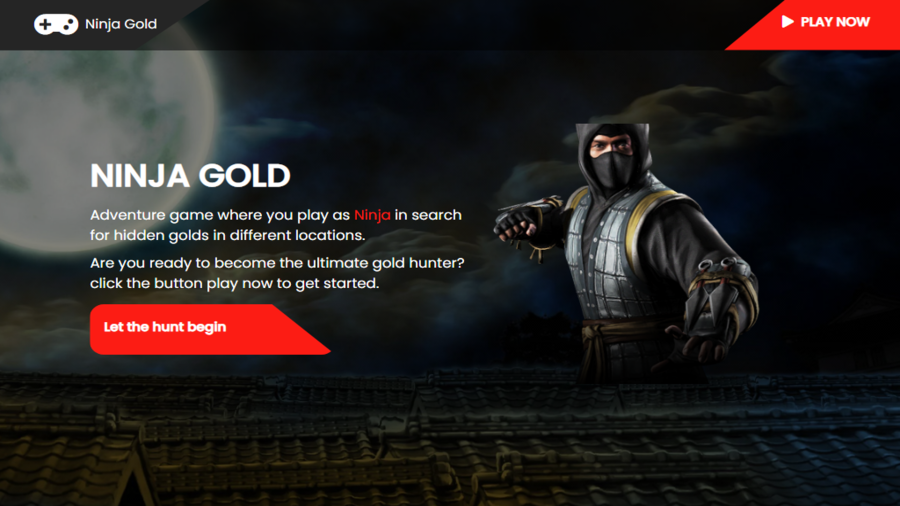 Ninja Gold
PLAY NOW
NINJA GOLD
Adventure game where you play as Ninja in search
for hidden golds in different locations.
Are you ready to become the ultimate gold hunter?
click the button play now to get started.
Let the hunt begin